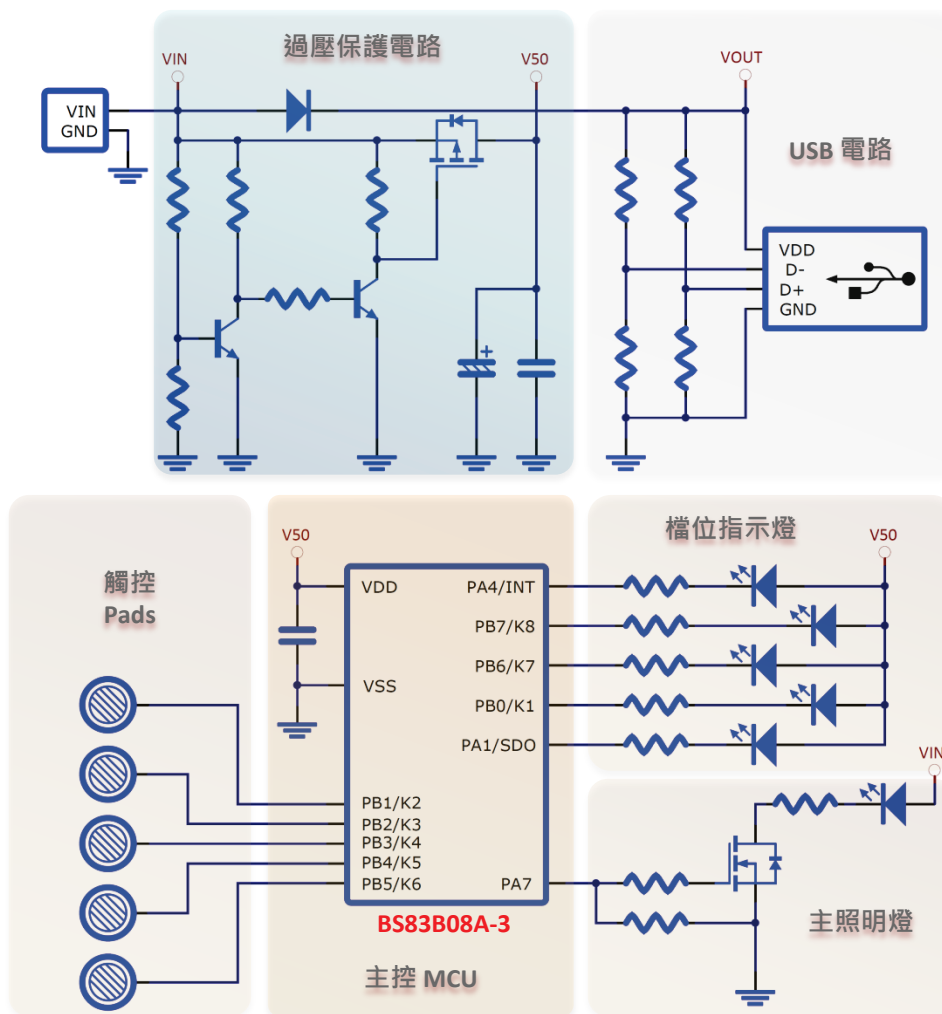 過壓保護電路
VIN
V50
VOUT
VIN
GND
USB 電路
VDD
D-
D+
GND
+
觸控
Pads
V50
VDD
VSS
PB1/K2
PB2/K3
PB3/K4
PB4/K5
PB5/K6
PA4/INT
PB7/K8
PB6/K7
PB0/K1
PA1/SDO
PA7
BS83B08A-3
主控 MCU
檔位指示燈
V50
VIN
主照明燈